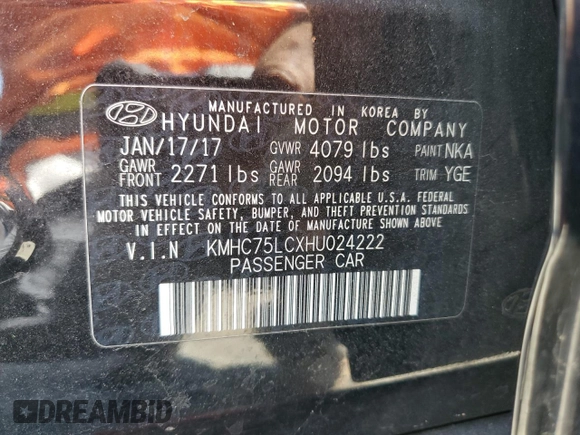 MANUFACTURED IN KOREA BY
HYUNDAI MOTOR COMPANY
JAN/17/17 GVWR 4079 lbs PAINT NKA
GAWR FRONT 2271 lbs GAWR REAR 2094 lbs TRIM YGE
THIS VEHICLE CONFORMS TO ALL APPLICABLE U.S.A. FEDERAL
MOTOR VEHICLE SAFETY, BUMPER, AND THEFT PREVENTION STANDARDS
IN EFFECT ON THE DATE OF MANUFACTURE SHOWN ABOVE.
V.I.N KMHC75LCXHU024222
PASSENGER CAR
DREAMBID